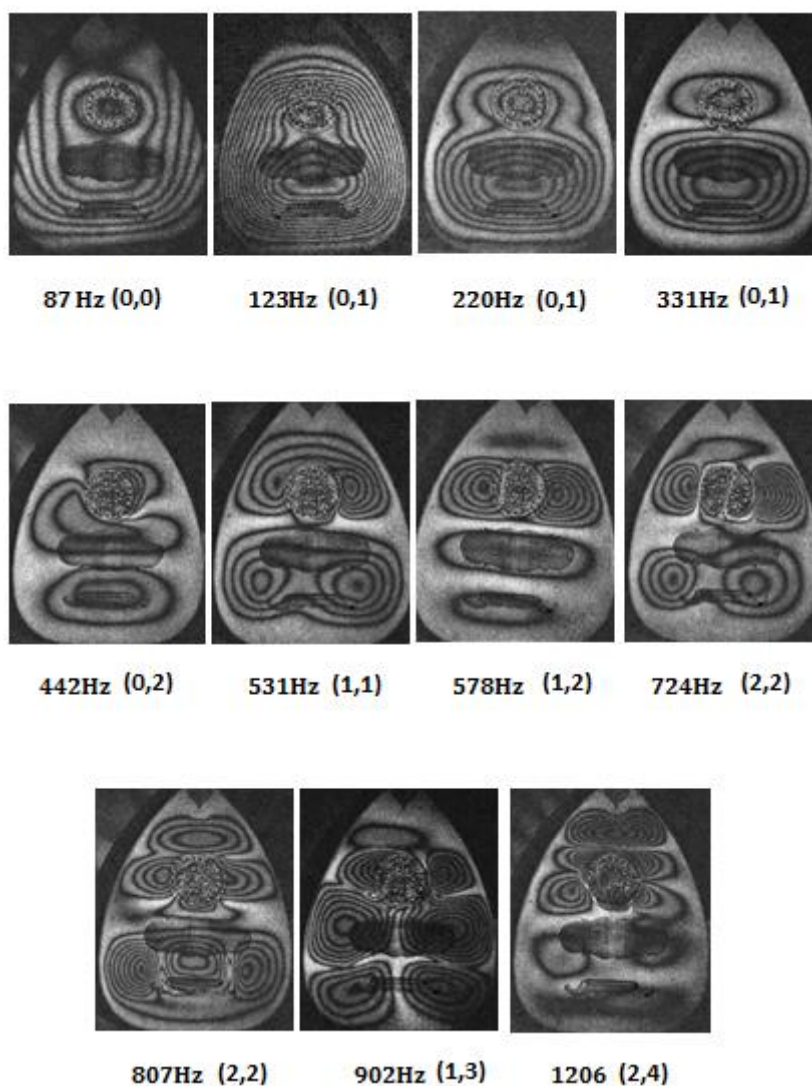 87 Hz (0,0) 123Hz (0,1) 220Hz (0,1) 331Hz (0,1)
442Hz (0,2) 531Hz (1,1) 578Hz (1,2) 724Hz (2,2)
807Hz (2,2) 902Hz (1,3) 1206 (2,4)